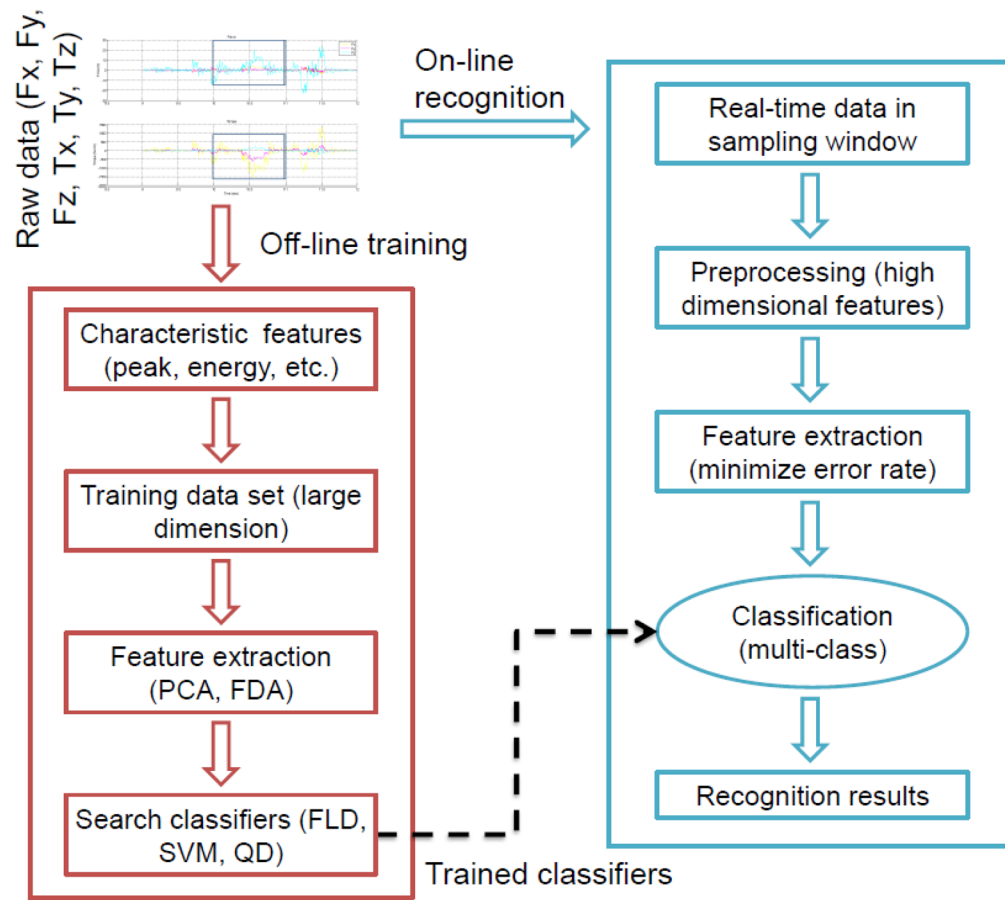 Raw data (Fx, Fy,
Fz, Tx, Ty, Tz)
On-line
recognition
Off-line training
Characteristic features
(peak, energy, etc.)
Training data set (large
dimension)
Feature extraction
(PCA, FDA)
Search classifiers (FLD,
SVM, QD)
Trained classifiers
Real-time data in
sampling window
Preprocessing (high
dimensional features)
Feature extraction
(minimize error rate)
Classification
(multi-class)
Recognition results